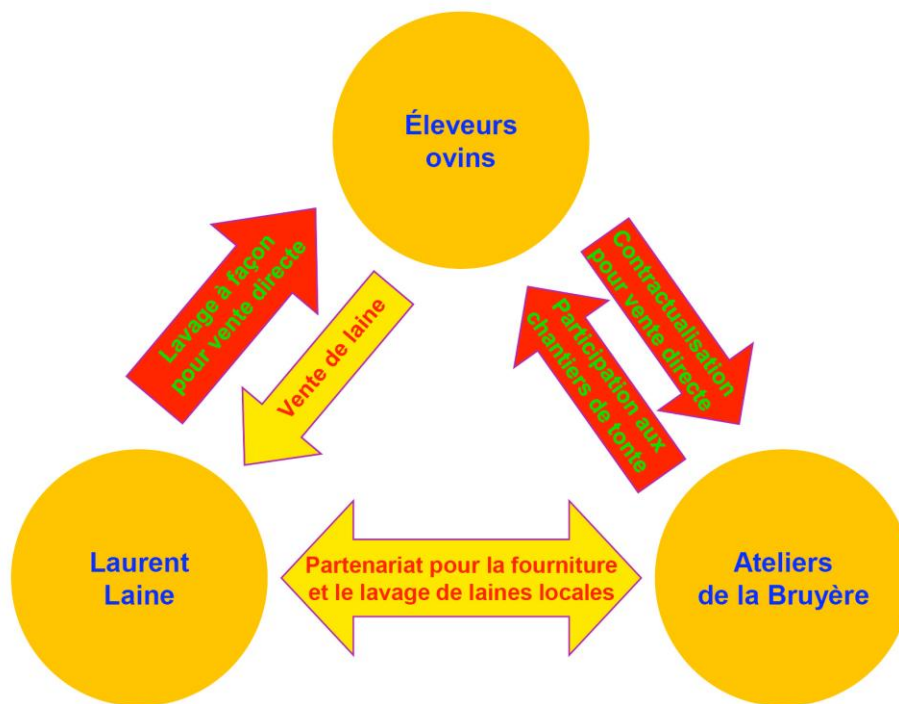 Éleveurs
ovins
Lavage à façon
pour vente directe
Vente de laine
Contractualisation
pour vente directe
Participation aux
chantiers de tonte
Laurent
Laine
Partenariat pour la fourniture
et le lavage de laines locales
Ateliers
de la Bruyère